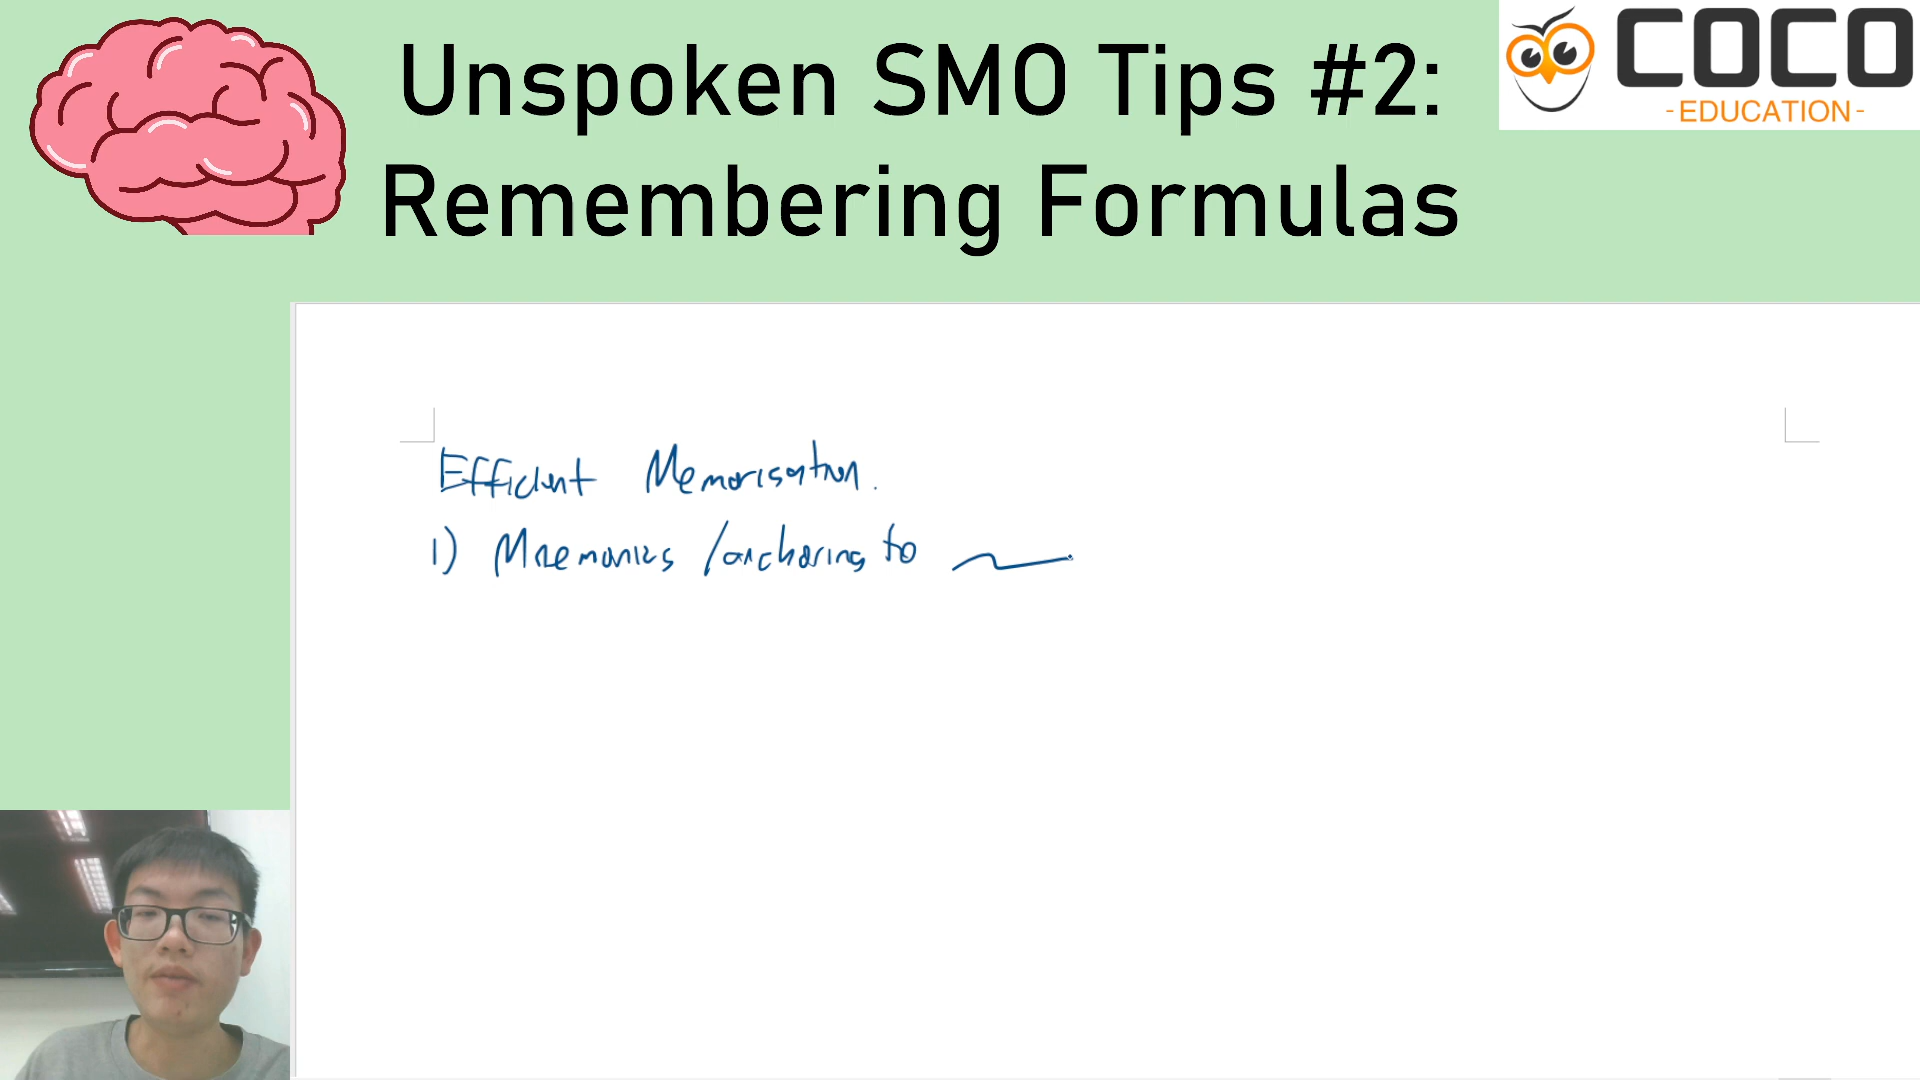 Unspoken SMO Tips #2:
Remembering Formulas
COCO
-EDUCATION-
Efficient Memorisation.
1) Mnemonics / anchoring to